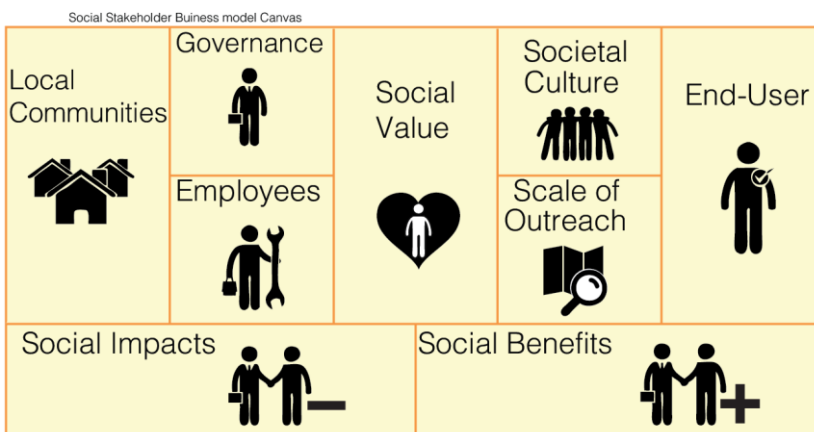 Social Stakeholder Buiness model Canvas
Local
Communities
Governance
Employees
Social
Value
Societal
Culture
Scale of
Outreach
End-User
Social Impacts
Social Benefits